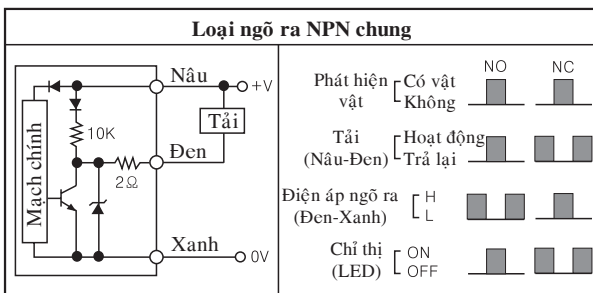 Loại ngõ ra NPN chung
Nâu
+V
Tải
10K
Đen
2Ω
Mạch chính
Xanh
0V
NO NC
Phát hiện vật
Có vật
Không
Tải
(Nâu-Đen)
Hoạt động
Trả lại
Điện áp ngõ ra
(Đen-Xanh)
H
L
Chỉ thị
(LED)
ON
OFF